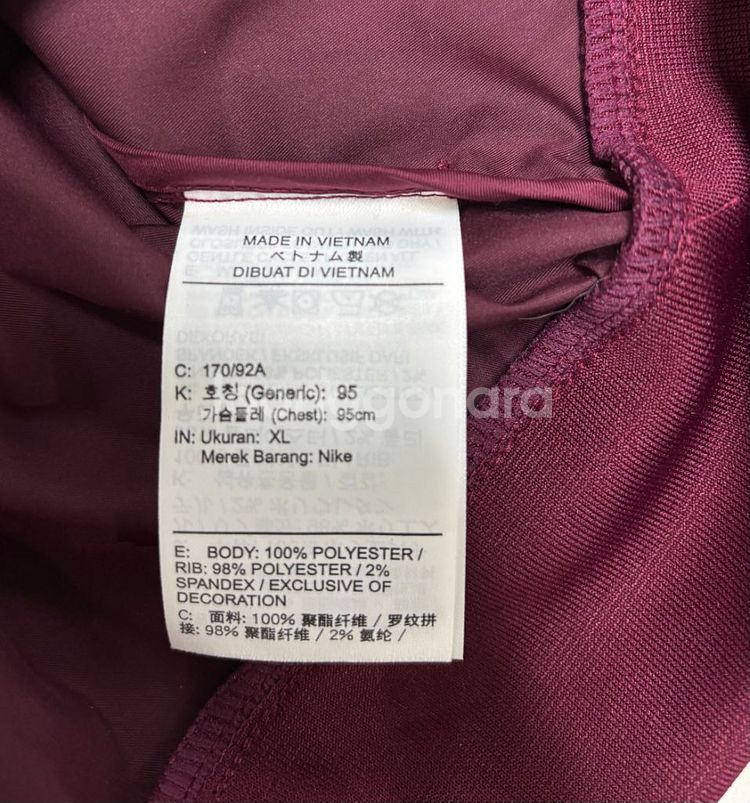 MADE IN VIETNAM
ベトナム製
DIBUAT DI VIETNAM
C: 170/92A
K: 호칭 (Generic): 95
가슴둘레 (Chest): 95cm
IN: Ukuran: XL
Merek Barang: Nike
E: BODY: 100% POLYESTER /
RIB: 98% POLYESTER / 2%
SPANDEX / EXCLUSIVE OF
DECORATION
C: 面料: 100% 聚酯纤维 / 罗纹拼
接: 98% 聚酯纤维 / 2% 氨纶 /